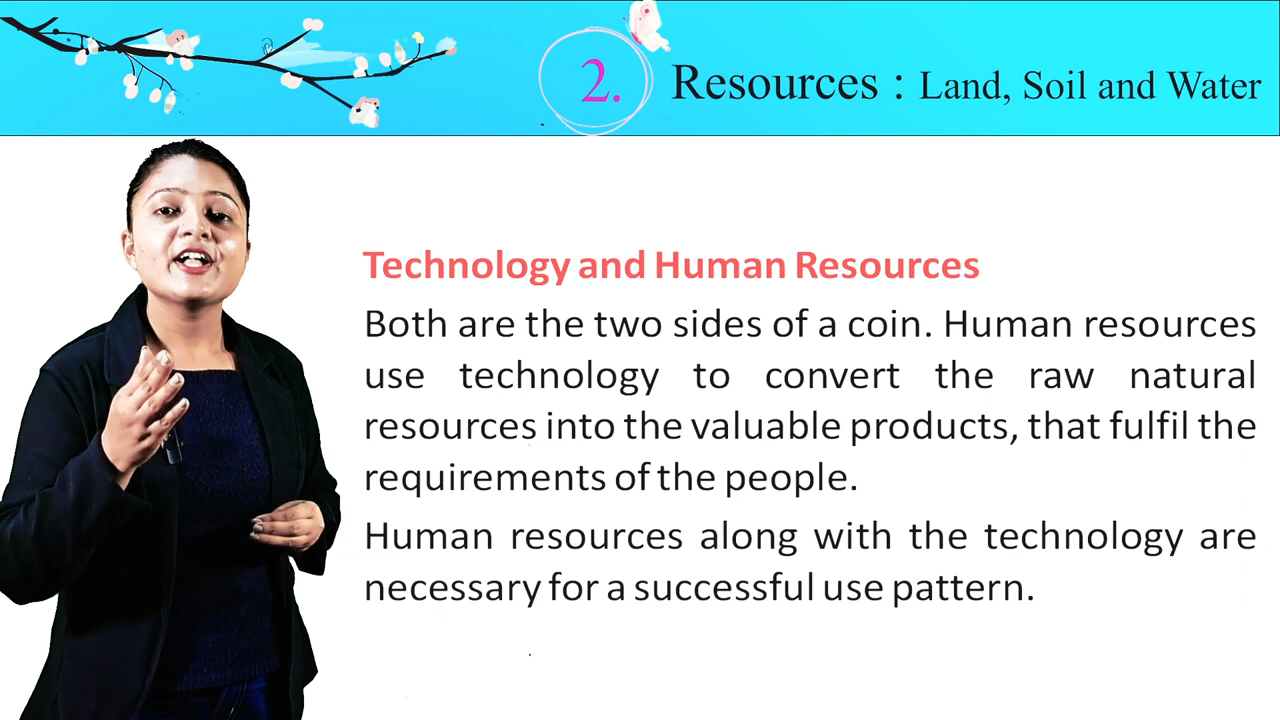 2. Resources : Land, Soil and Water
Technology and Human Resources
Both are the two sides of a coin. Human resources
use technology to convert the raw natural
resources into the valuable products, that fulfil the
requirements of the people.
Human resources along with the technology are
necessary for a successful use pattern.